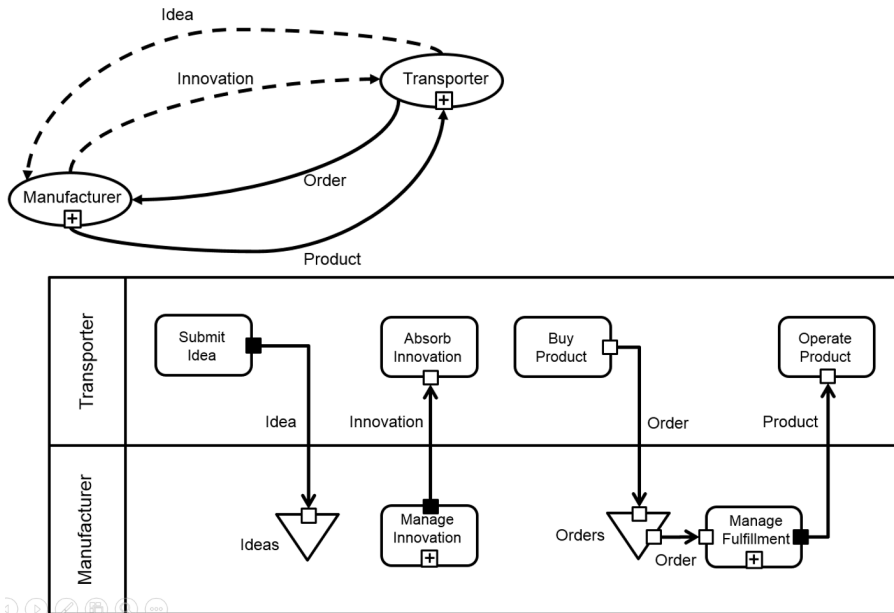 Idea
Innovation
Transporter
Manufacturer
Order
Product
Transporter
Submit
Idea
Absorb
Innovation
Buy
Product
Operate
Product
Idea
Innovation
Order
Product
Manufacturer
Ideas
Manage
Innovation
Orders
Order
Manage
Fulfillment